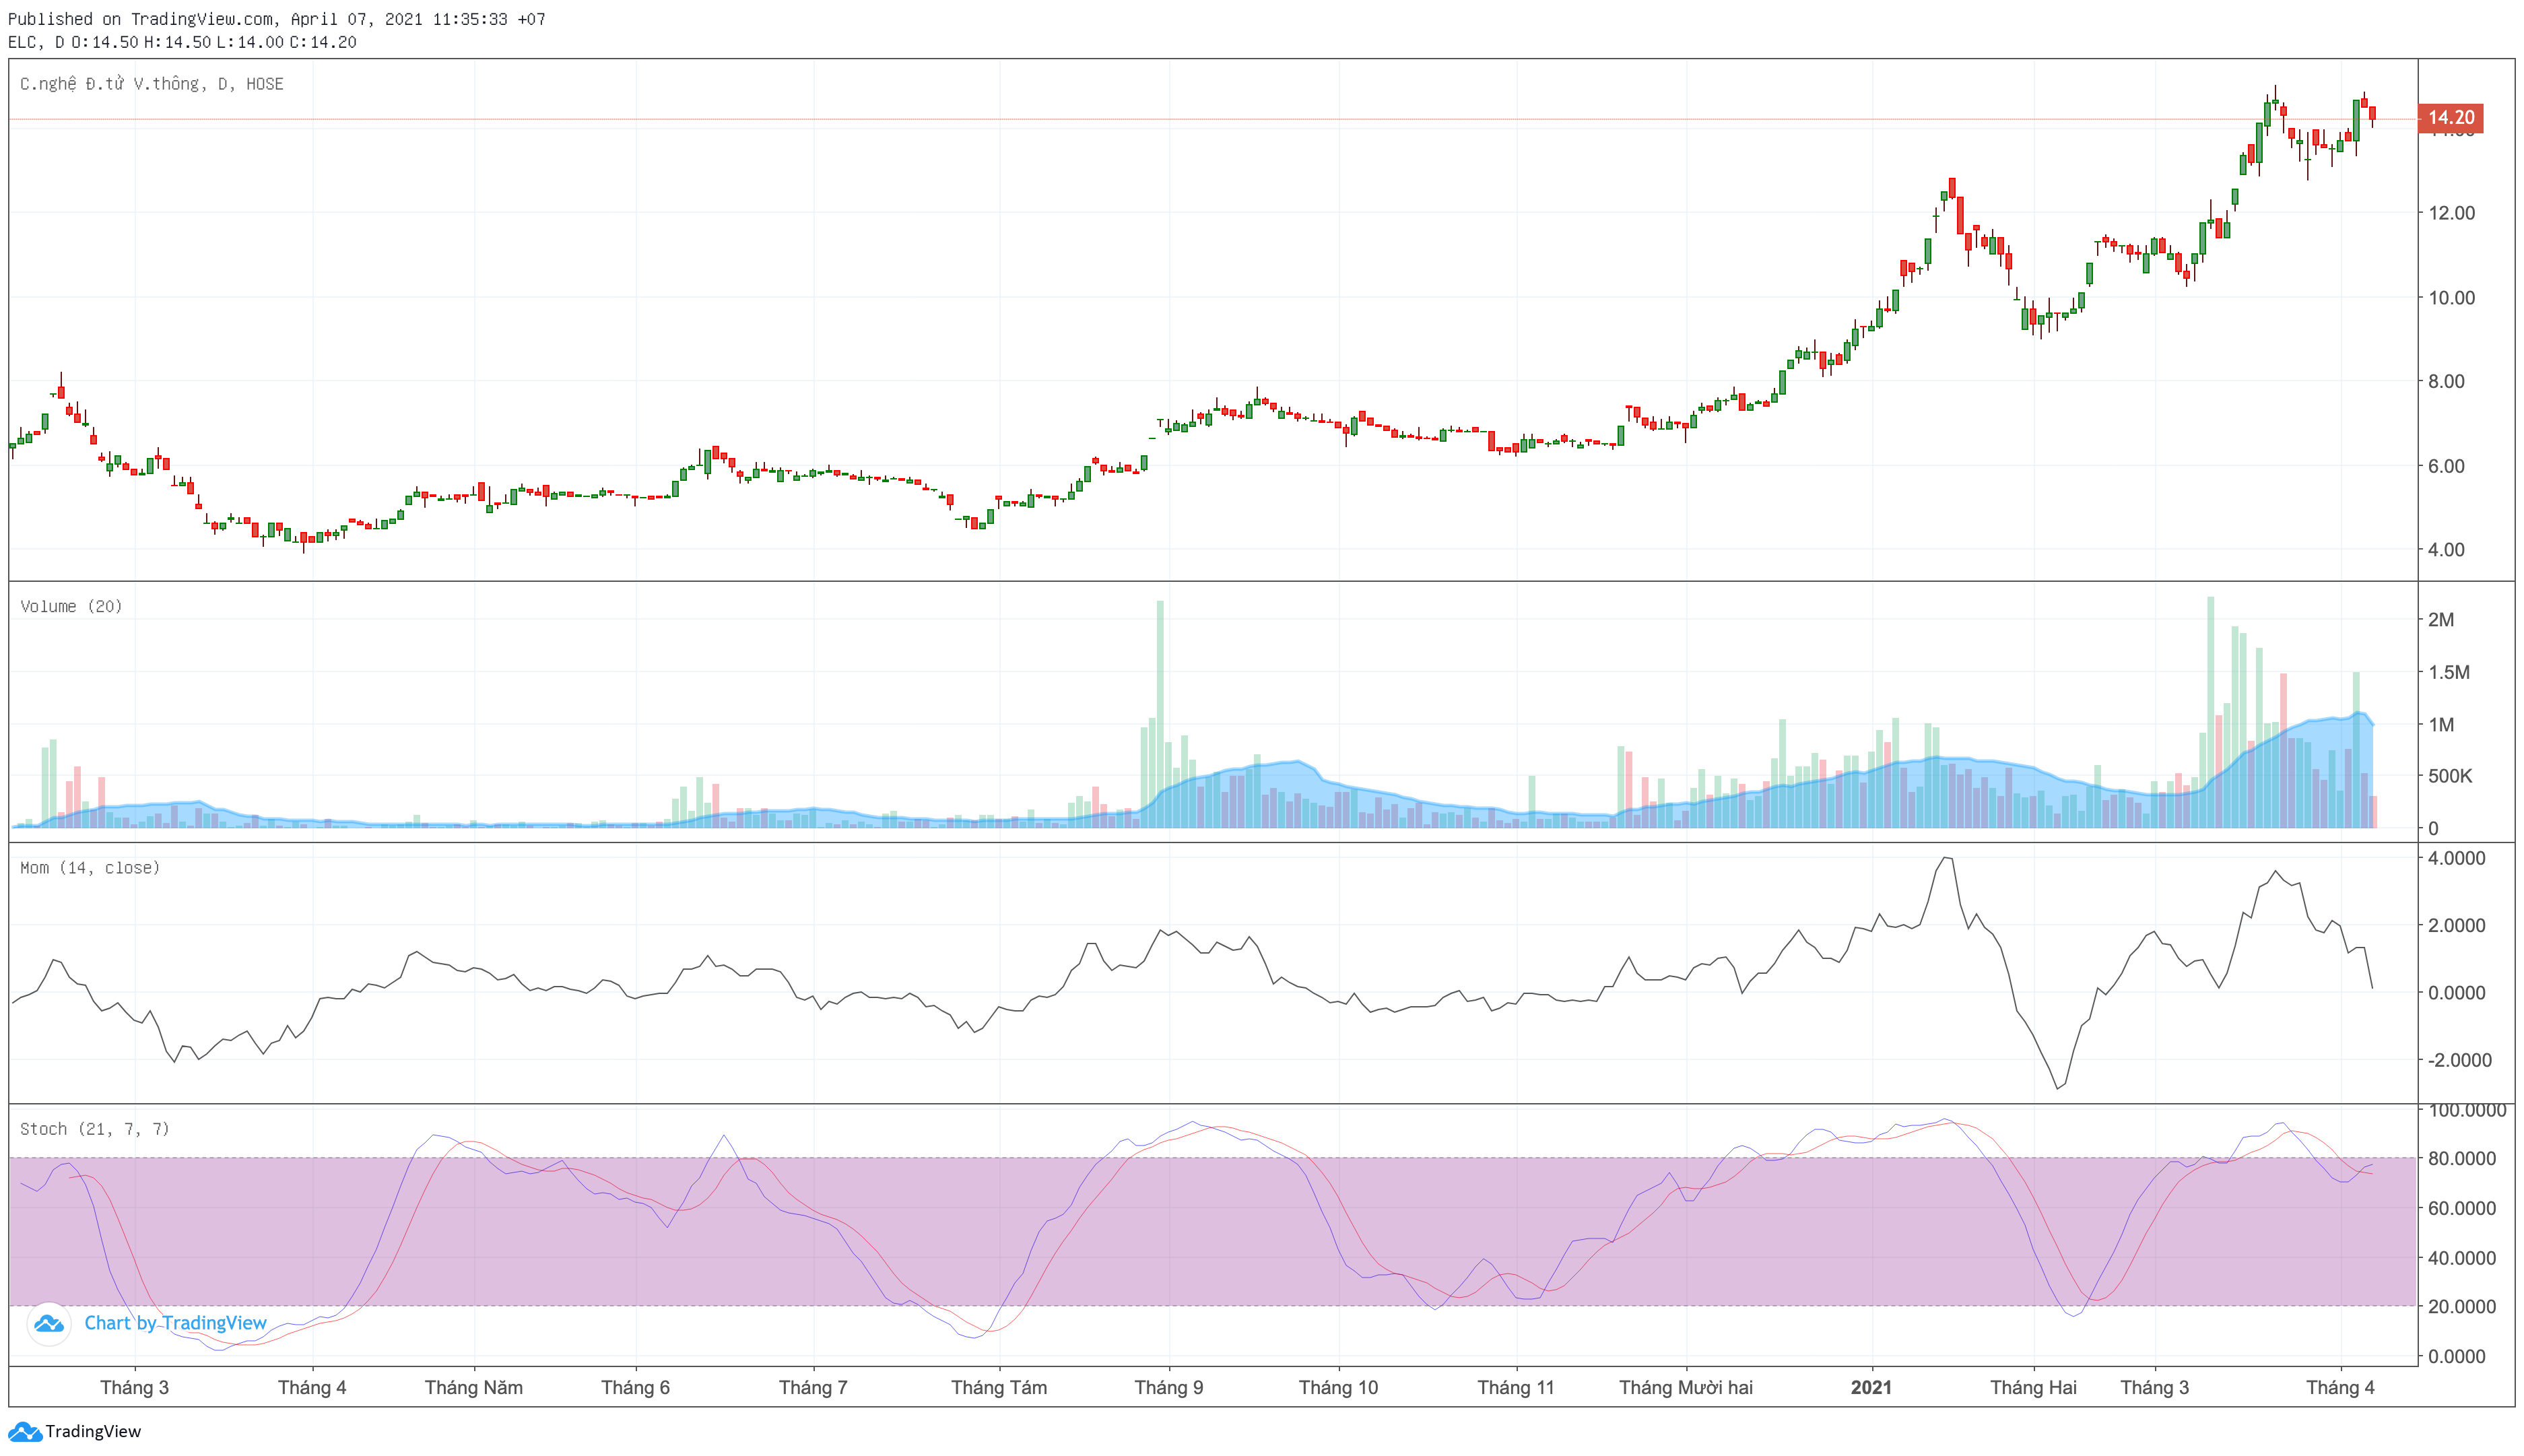 Published on TradingView.com, April 07, 2021 11:35:33 +07
ELC, D O:14.50 H:14.50 L:14.00 C:14.20
C.nghệ Đ.tử V.thông, D, HOSE
14.20
12.00
10.00
8.00
6.00
4.00
Volume (20)
2M
1.5M
1M
500K
0
Mom (14, close)
4.0000
2.0000
0.0000
-2.0000
Stoch (21, 7, 7)
100.0000
80.0000
60.0000
40.0000
20.0000
0.0000
Chart by TradingView
Tháng 3 Tháng 4 Tháng Năm Tháng 6 Tháng 7 Tháng Tám Tháng 9 Tháng 10 Tháng 11 Tháng Mười hai 2021 Tháng Hai Tháng 3 Tháng 4
TradingView